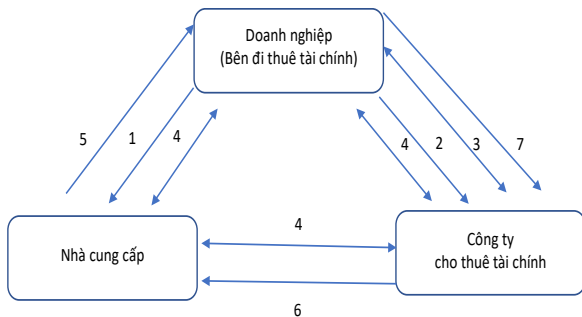 Doanh nghiệp
(Bên đi thuê tài chính)
5
1
4
4
2
3
7
Nhà cung cấp
4
Công ty
cho thuê tài chính
6